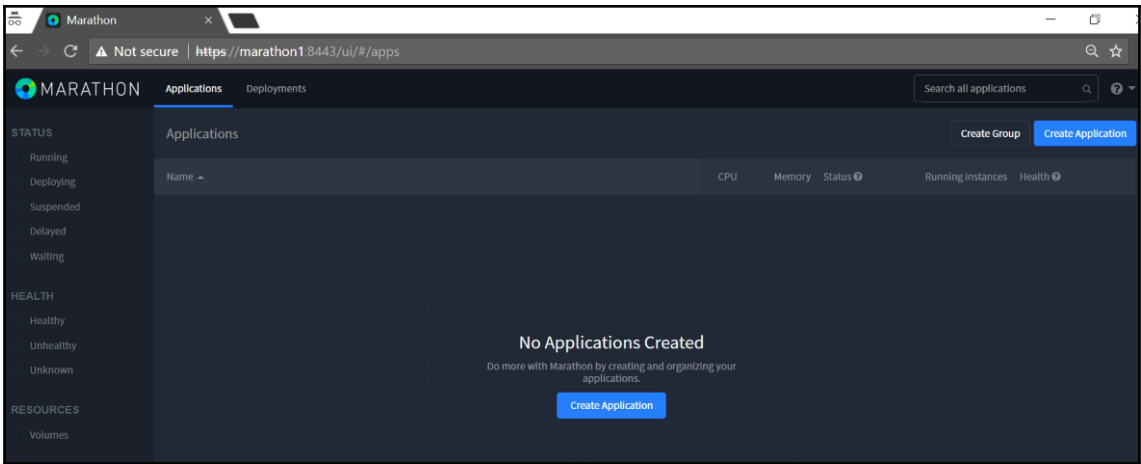 Marathon
Not secure | https://marathon1:8443/ui/#/apps
MARATHON
Applications
Deployments
Search all applications
STATUS
Running
Deploying
Suspended
Delayed
Waiting
HEALTH
Healthy
Unhealthy
Unknown
RESOURCES
Volumes
Applications
Create Group
Create Application
Name
CPU
Memory
Status
Running Instances
Health
No Applications Created
Do more with Marathon by creating and organizing your
applications.
Create Application